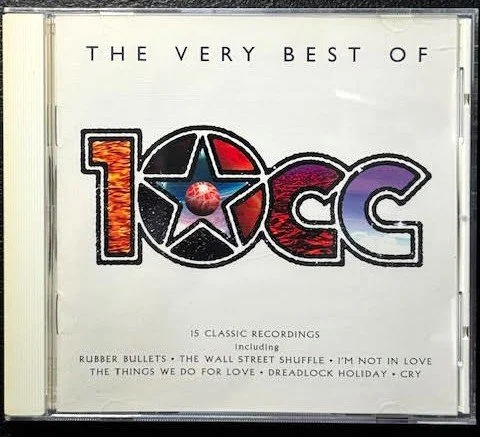 THE VERY BEST OF
10CC
15 CLASSIC RECORDINGS
including
RUBBER BULLETS • THE WALL STREET SHUFFLE • I'M NOT IN LOVE
THE THINGS WE DO FOR LOVE • DREADLOCK HOLIDAY • CRY